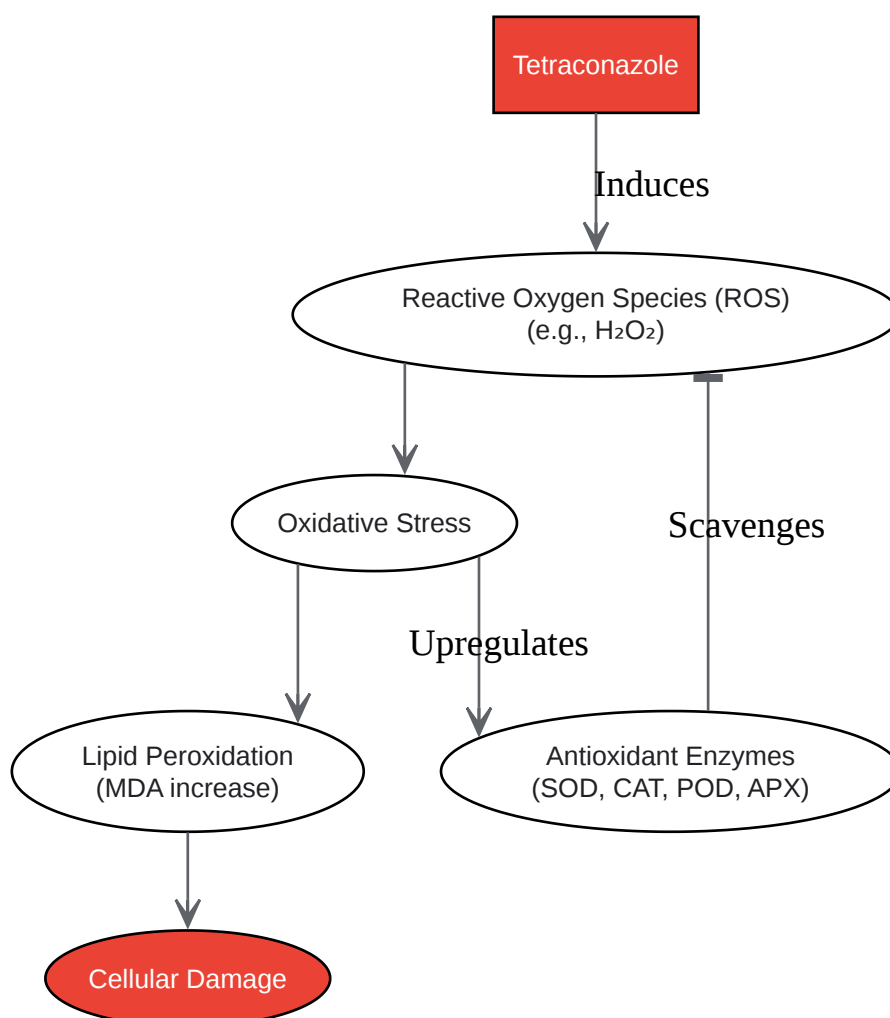 Tetraconazole
Induces
Reactive Oxygen Species (ROS)
(e.g., H₂O₂)
Oxidative Stress
Scavenges
Upregulates
Lipid Peroxidation
(MDA increase)
Antioxidant Enzymes
(SOD, CAT, POD, APX)
Cellular Damage